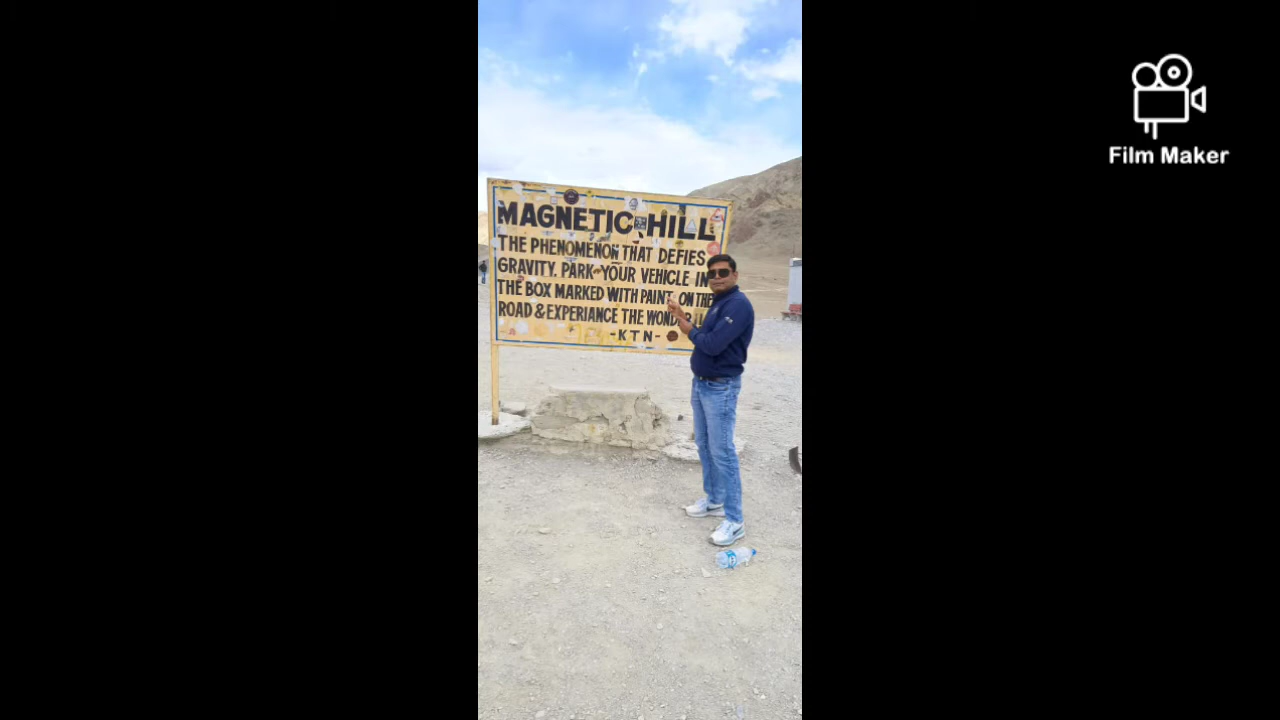 MAGNETIC HILL
THE PHENOMENON THAT DEFIES
GRAVITY. PARK YOUR VEHICLE IN
THE BOX MARKED WITH PAINT ON THE
ROAD & EXPERIANCE THE WONDER
-KTN-
Film Maker